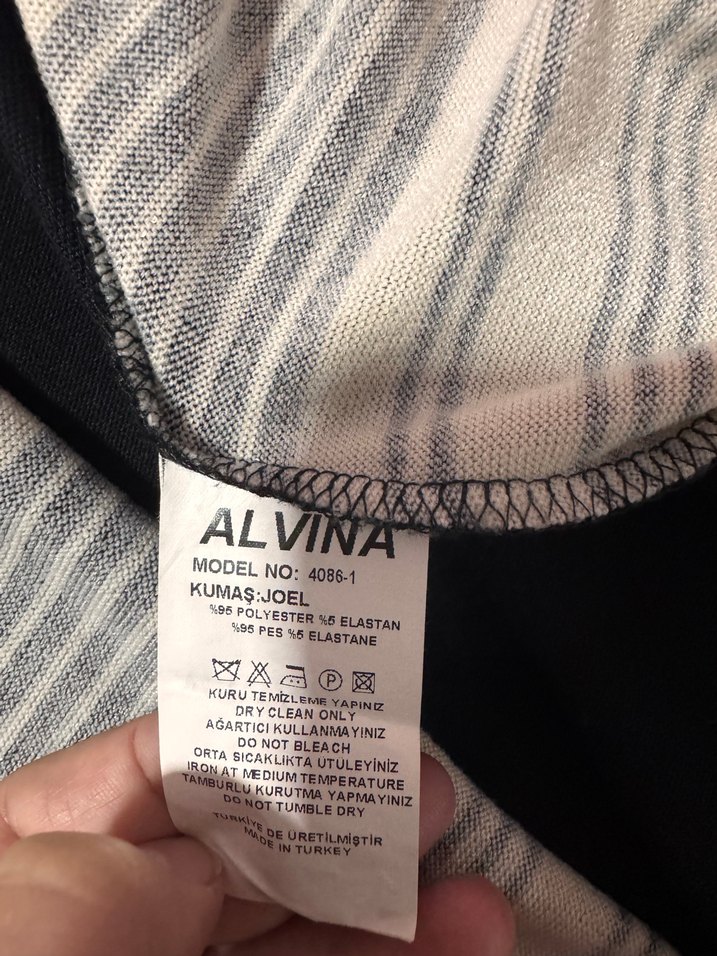 ALVINA
MODEL NO: 4086-1
KUMAŞ:JOEL
%95 POLYESTER %5 ELASTAN
%95 PES %5 ELASTANE
P
KURU TEMİZLEME YAPINIZ
DRY CLEAN ONLY
AĞARTICI KULLANMAYINIZ
DO NOT BLEACH
ORTA SICAKLIKTA ÜTÜLEYİNİZ
IRON AT MEDIUM TEMPERATURE
TAMBURLU KURUTMA YAPMAYINIZ
DO NOT TUMBLE DRY
TÜRKİYE DE ÜRETİLMİŞTİR
MADE IN TURKEY